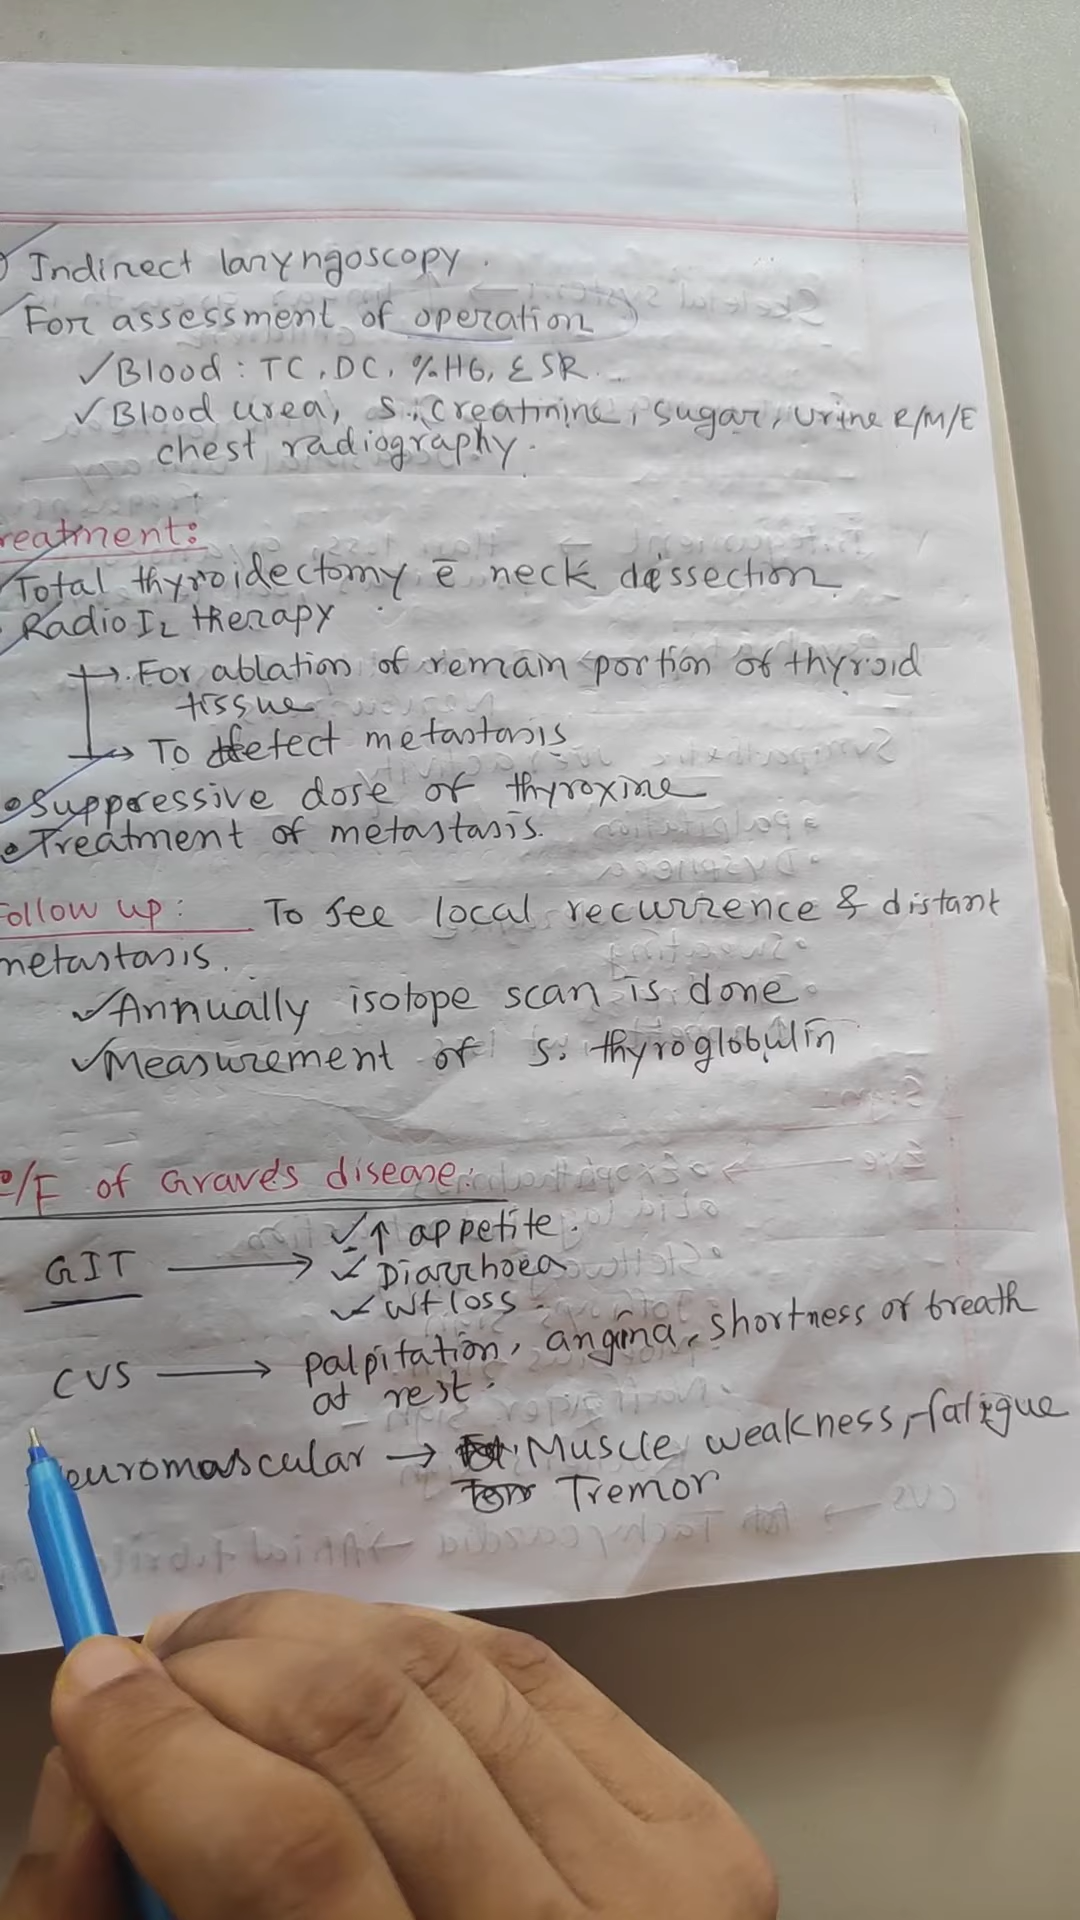 Indirect laryngoscopy.
For assessment of operation
✓Blood: TC, DC, %HG, ESR.
✓Blood urea, S. Creatinine, sugar, Urine R/M/E
chest radiography.
reatment:
Total thyroidectomy c̄ neck dissection
Radio I₂ therapy
→ For ablation of remain portion of thyroid
tissue
→ To detect metastasis
•Suppressive dose of thyroxine
•Treatment of metastasis.
Follow up: To see local recurrence & distant
metastasis.
✓Annually isotope scan is done.
✓Measurement of S. thyroglobulin
/F of Grave's disease:
GIT → ✓↑ appetite.
✓ Diarrhoea
✓ Wt loss.
CVS → palpitation, angina, shortness of breath
at rest.
euromascular → Muscle weakness, fatigue
Tremor